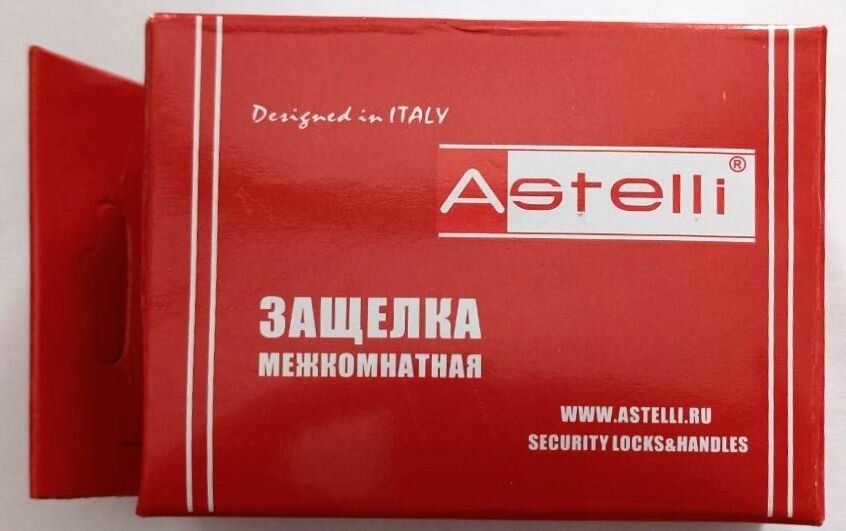 Designed in ITALY
Astelli®
ЗАЩЕЛКА
МЕЖКОМНАТНАЯ
WWW.ASTELLI.RU
SECURITY LOCKS&HANDLES